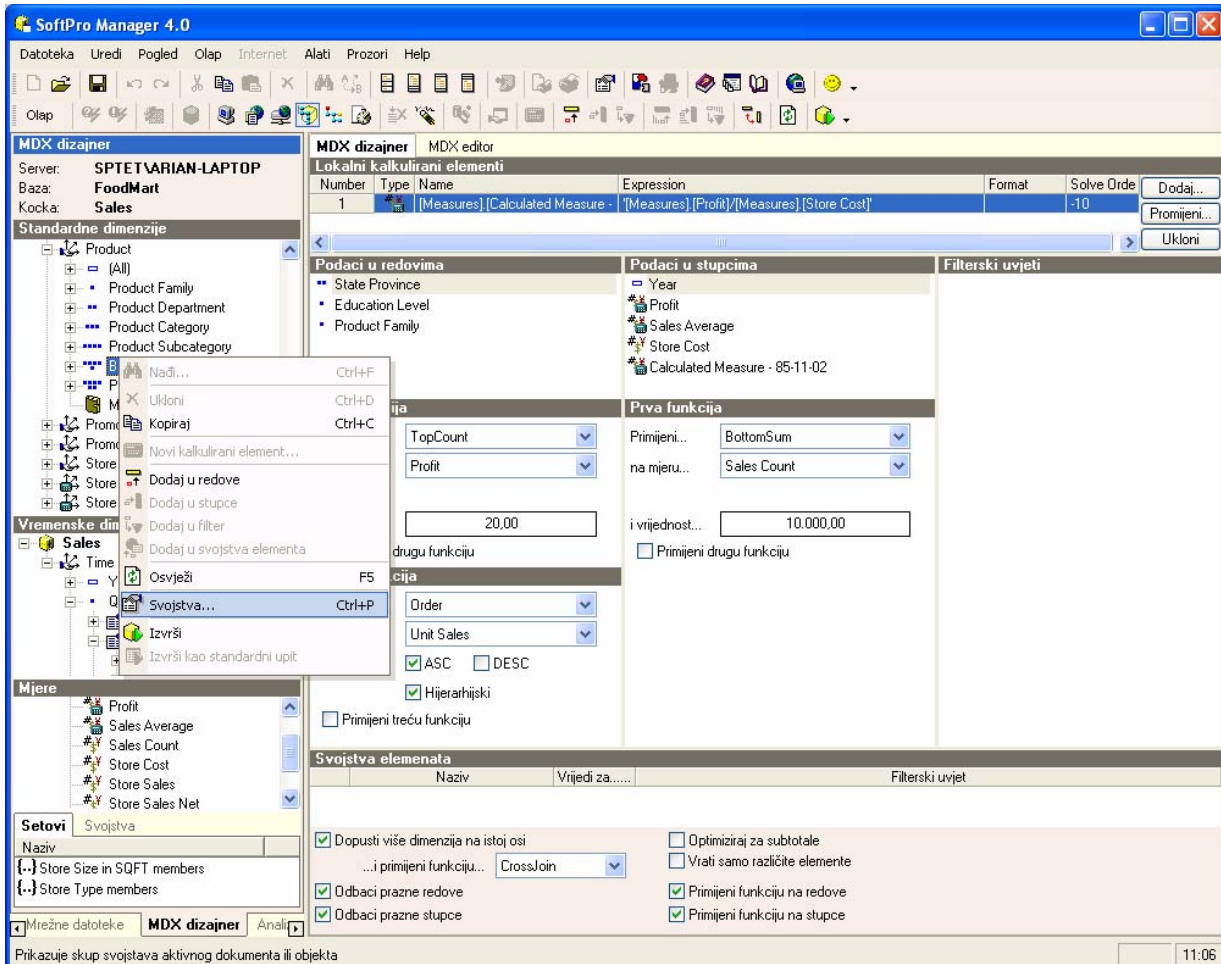 SoftPro Manager 4.0
Datoteka Uredi Pogled Olap Internet Alati Prozori Help
Olap
MDX dizajner
Server: SPTET\ARIAN-LAPTOP
Baza: FoodMart
Kocka: Sales
Standardne dimenzije
Product
(All)
Product Family
Product Department
Product Category
Product Subcategory
B
P
M
Promo
Promo
Store
Store
Store
Vremenske dim
Sales
Time
Y
Q
Nađi... Ctrl+F
Ukloni Ctrl+D
Kopiraj Ctrl+C
Novi kalkulirani element...
Dodaj u redove
Dodaj u stupce
Dodaj u filter
Dodaj u svojstva elementa
Osvježi F5
Svojstva... Ctrl+P
Izvrši
Izvrši kao standardni upit
Mjere
Profit
Sales Average
Sales Count
Store Cost
Store Sales
Store Sales Net
Setovi Svojstva
Naziv
{..} Store Size in SQFT members
{..} Store Type members
Mrežne datoteke MDX dizajner Analiz
MDX dizajner MDX editor
Lokalni kalkulirani elementi
Number Type Name Expression Format Solve Orde
1 [Measures].[Calculated Measure - '[Measures].[Profit]/[Measures].[Store Cost]' -10
Dodaj...
Promijeni...
Ukloni
Podaci u redovima
State Province
Education Level
Product Family
Podaci u stupcima
Year
Profit
Sales Average
Store Cost
Calculated Measure - 85-11-02
Filterski uvjeti
ija
TopCount
Profit
20,00
drugu funkciju
cija
Order
Unit Sales
ASC DESC
Hijerarhijski
Primijeni treću funkciju
Prva funkcija
Primijeni... BottomSum
na mjeru... Sales Count
i vrijednost... 10.000,00
Primijeni drugu funkciju
Svojstva elemenata
Naziv Vrijedi za...... Filterski uvjet
Dopusti više dimenzija na istoj osi
...i primijeni funkciju... CrossJoin
Odbaci prazne redove
Odbaci prazne stupce
Optimiziraj za subtotale
Vrati samo različite elemente
Primijeni funkciju na redove
Primijeni funkciju na stupce
Prikazuje skup svojstava aktivnog dokumenta ili objekta 11:06